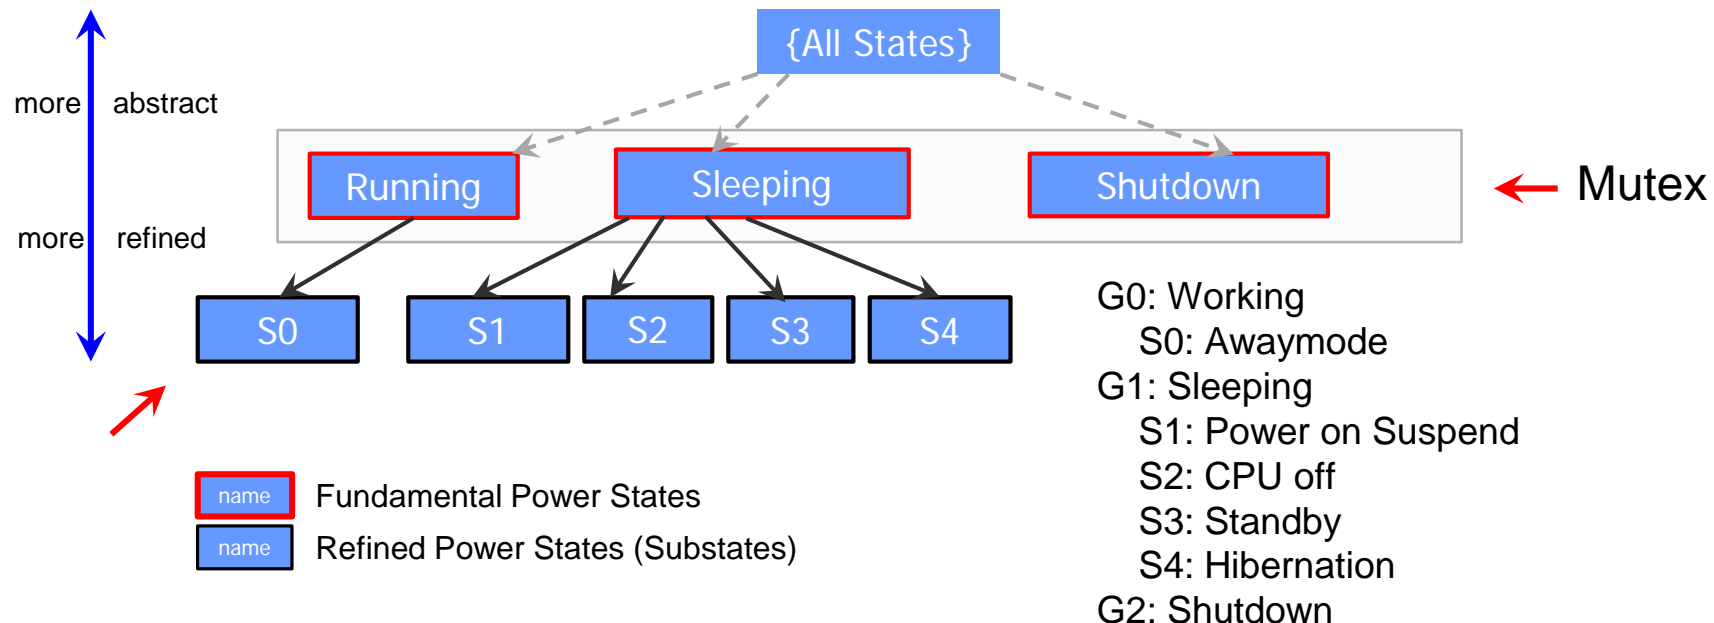 {All States}
more abstract
Running
Sleeping
Shutdown
Mutex
more refined
S0
S1
S2
S3
S4
G0: Working
S0: Awaymode
G1: Sleeping
S1: Power on Suspend
S2: CPU off
S3: Standby
S4: Hibernation
G2: Shutdown
name Fundamental Power States
name Refined Power States (Substates)